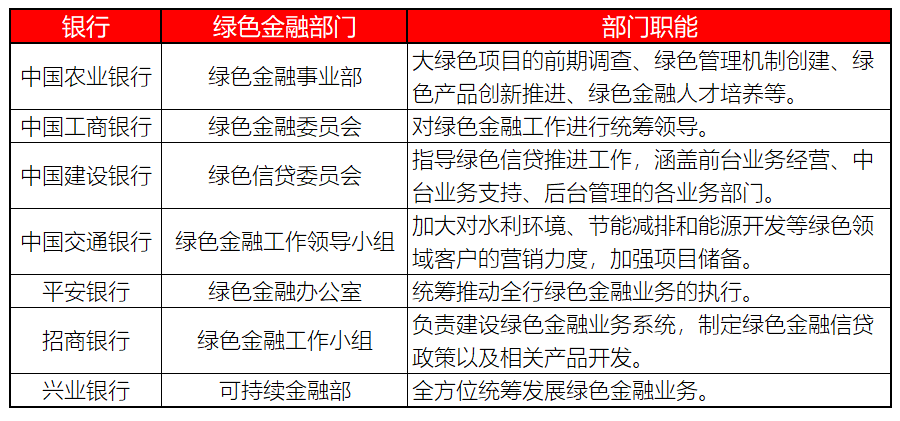 银行 绿色金融部门 部门职能
中国农业银行 绿色金融事业部 大绿色项目的前期调查、绿色管理机制创建、绿
色产品创新推进、绿色金融人才培养等。
中国工商银行 绿色金融委员会 对绿色金融工作进行统筹领导。
中国建设银行 绿色信贷委员会 指导绿色信贷推进工作，涵盖前台业务经营、中
台业务支持、后台管理的各业务部门。
中国交通银行 绿色金融工作领导小组 加大对水利环境、节能减排和能源开发等绿色领
域客户的营销力度，加强项目储备。
平安银行 绿色金融办公室 统筹推动全行绿色金融业务的执行。
招商银行 绿色金融工作小组 负责建设绿色金融业务系统，制定绿色金融信贷
政策以及相关产品开发。
兴业银行 可持续金融部 全方位统筹发展绿色金融业务。